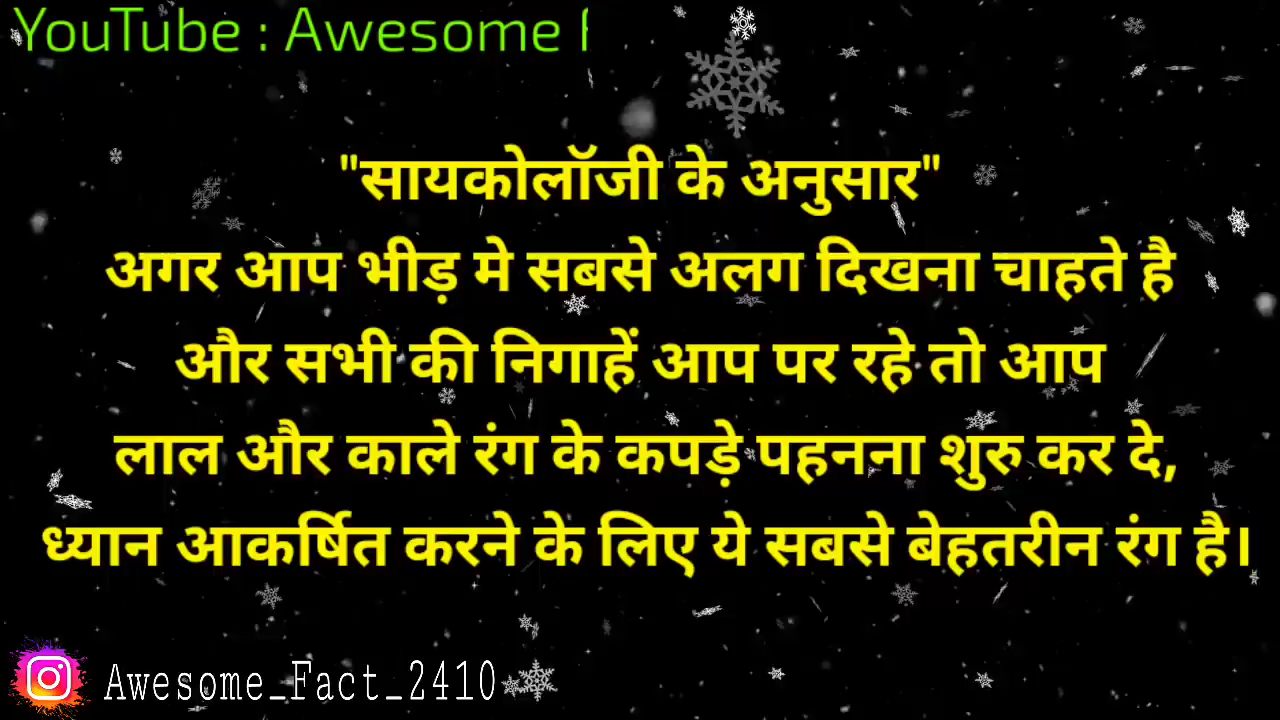 YouTube : Awesome
"सायकोलॉजी के अनुसार"
अगर आप भीड़ मे सबसे अलग दिखना चाहते है
और सभी की निगाहें आप पर रहे तो आप
लाल और काले रंग के कपड़े पहनना शुरु कर दे,
ध्यान आकर्षित करने के लिए ये सबसे बेहतरीन रंग है।
Awesome_Fact_2410